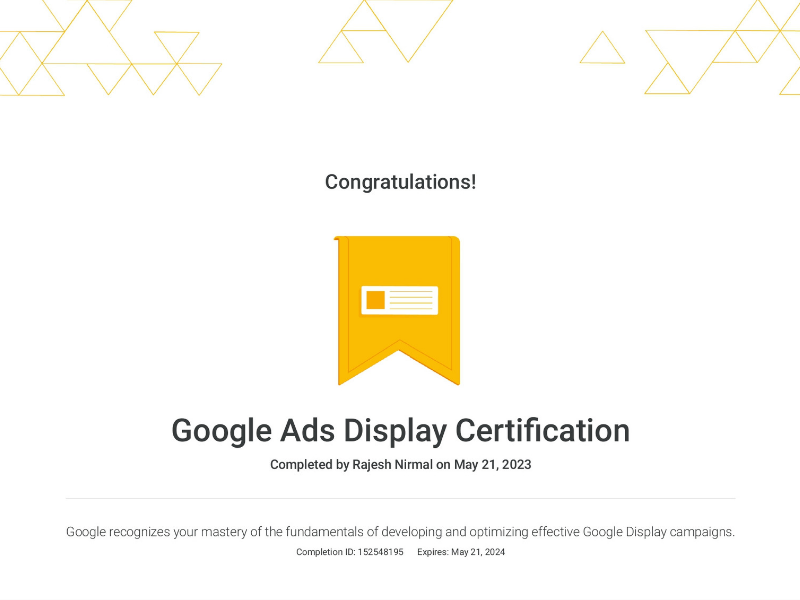 Congratulations!
Google Ads Display Certification
Completed by Rajesh Nirmal on May 21, 2023
Google recognizes your mastery of the fundamentals of developing and optimizing effective Google Display campaigns.
Completion ID: 152548195 Expires: May 21, 2024